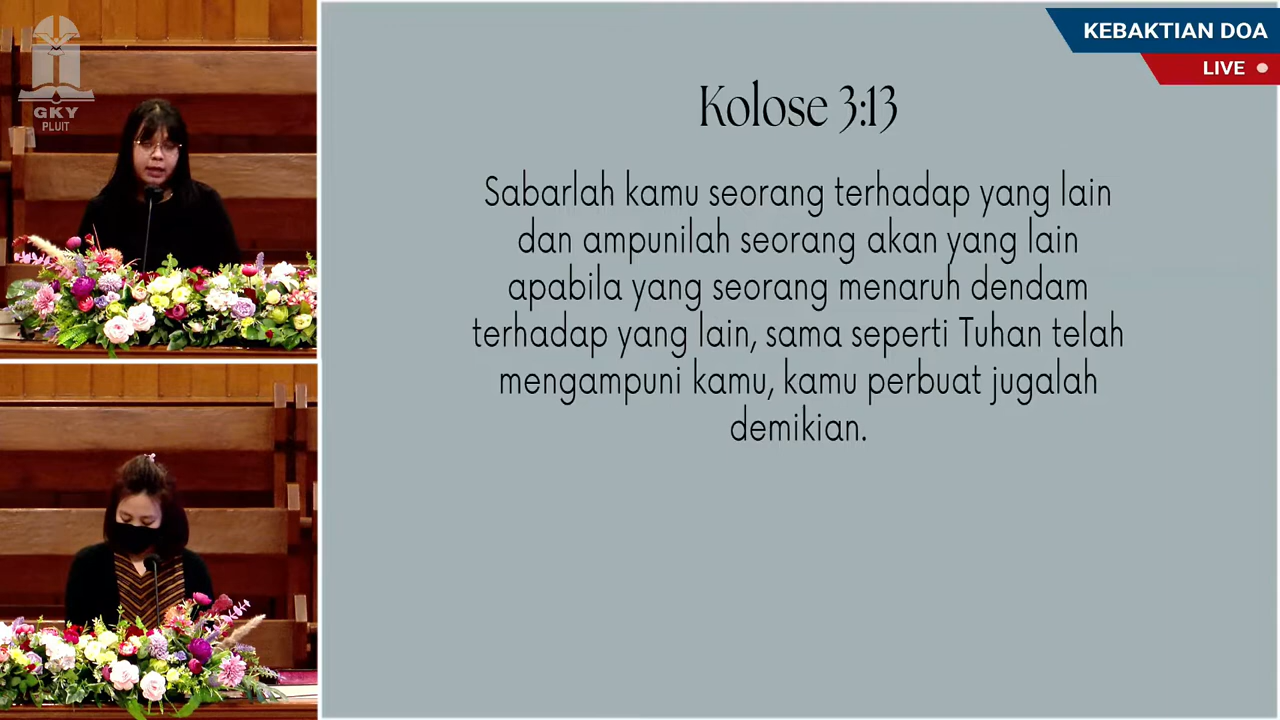 GKY
PLUIT
KEBAKTIAN DOA
LIVE
Kolose 3:13
Sabarlah kamu seorang terhadap yang lain
dan ampunilah seorang akan yang lain
apabila yang seorang menaruh dendam
terhadap yang lain, sama seperti Tuhan telah
mengampuni kamu, kamu perbuat jugalah
demikian.